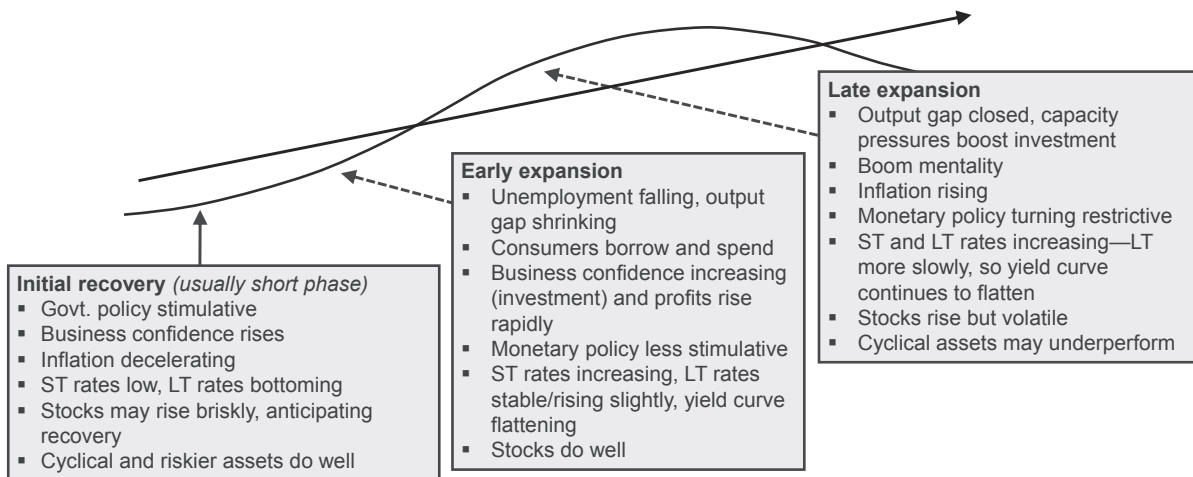 Initial recovery (usually short phase)
▪ Govt. policy stimulative
▪ Business confidence rises
▪ Inflation decelerating
▪ ST rates low, LT rates bottoming
▪ Stocks may rise briskly, anticipating
recovery
▪ Cyclical and riskier assets do well
Early expansion
▪ Unemployment falling, output
gap shrinking
▪ Consumers borrow and spend
▪ Business confidence increasing
(investment) and profits rise
rapidly
▪ Monetary policy less stimulative
▪ ST rates increasing, LT rates
stable/rising slightly, yield curve
flattening
▪ Stocks do well
Late expansion
▪ Output gap closed, capacity
pressures boost investment
▪ Boom mentality
▪ Inflation rising
▪ Monetary policy turning restrictive
▪ ST and LT rates increasing—LT
more slowly, so yield curve
continues to flatten
▪ Stocks rise but volatile
▪ Cyclical assets may underperform